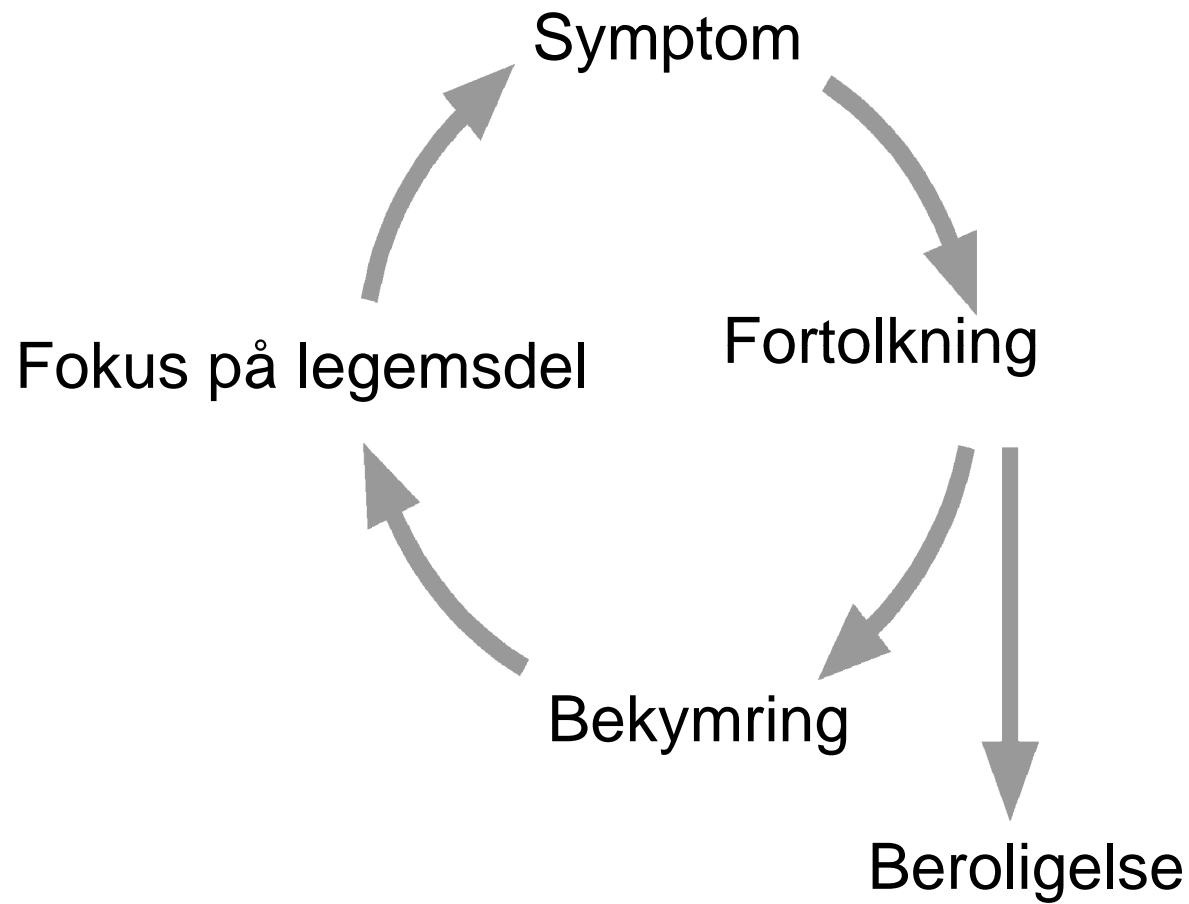 Symptom
Fortolkning
Fokus på legemsdel
Bekymring
Beroligelse